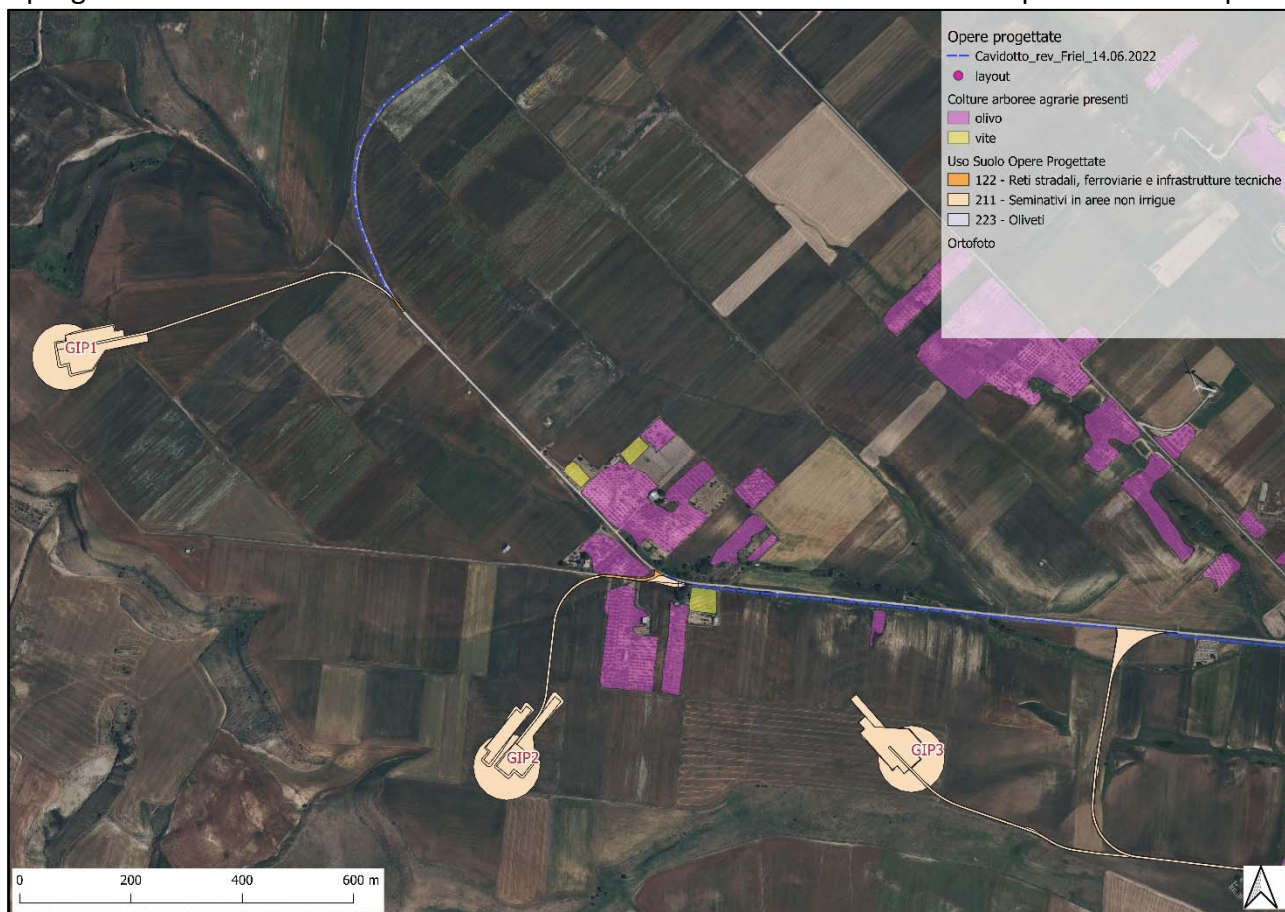 Opere progettate
Cavidotto_rev_Friel_14.06.2022
layout
Colture arboree agrarie presenti
olivo
vite
Uso Suolo Opere Progettate
122 - Reti stradali, ferroviarie e infrastrutture tecniche
211 - Seminativi in aree non irrigue
223 - Oliveti
Ortofoto
GIP1
GIP2
GIP3
0 200 400 600 m